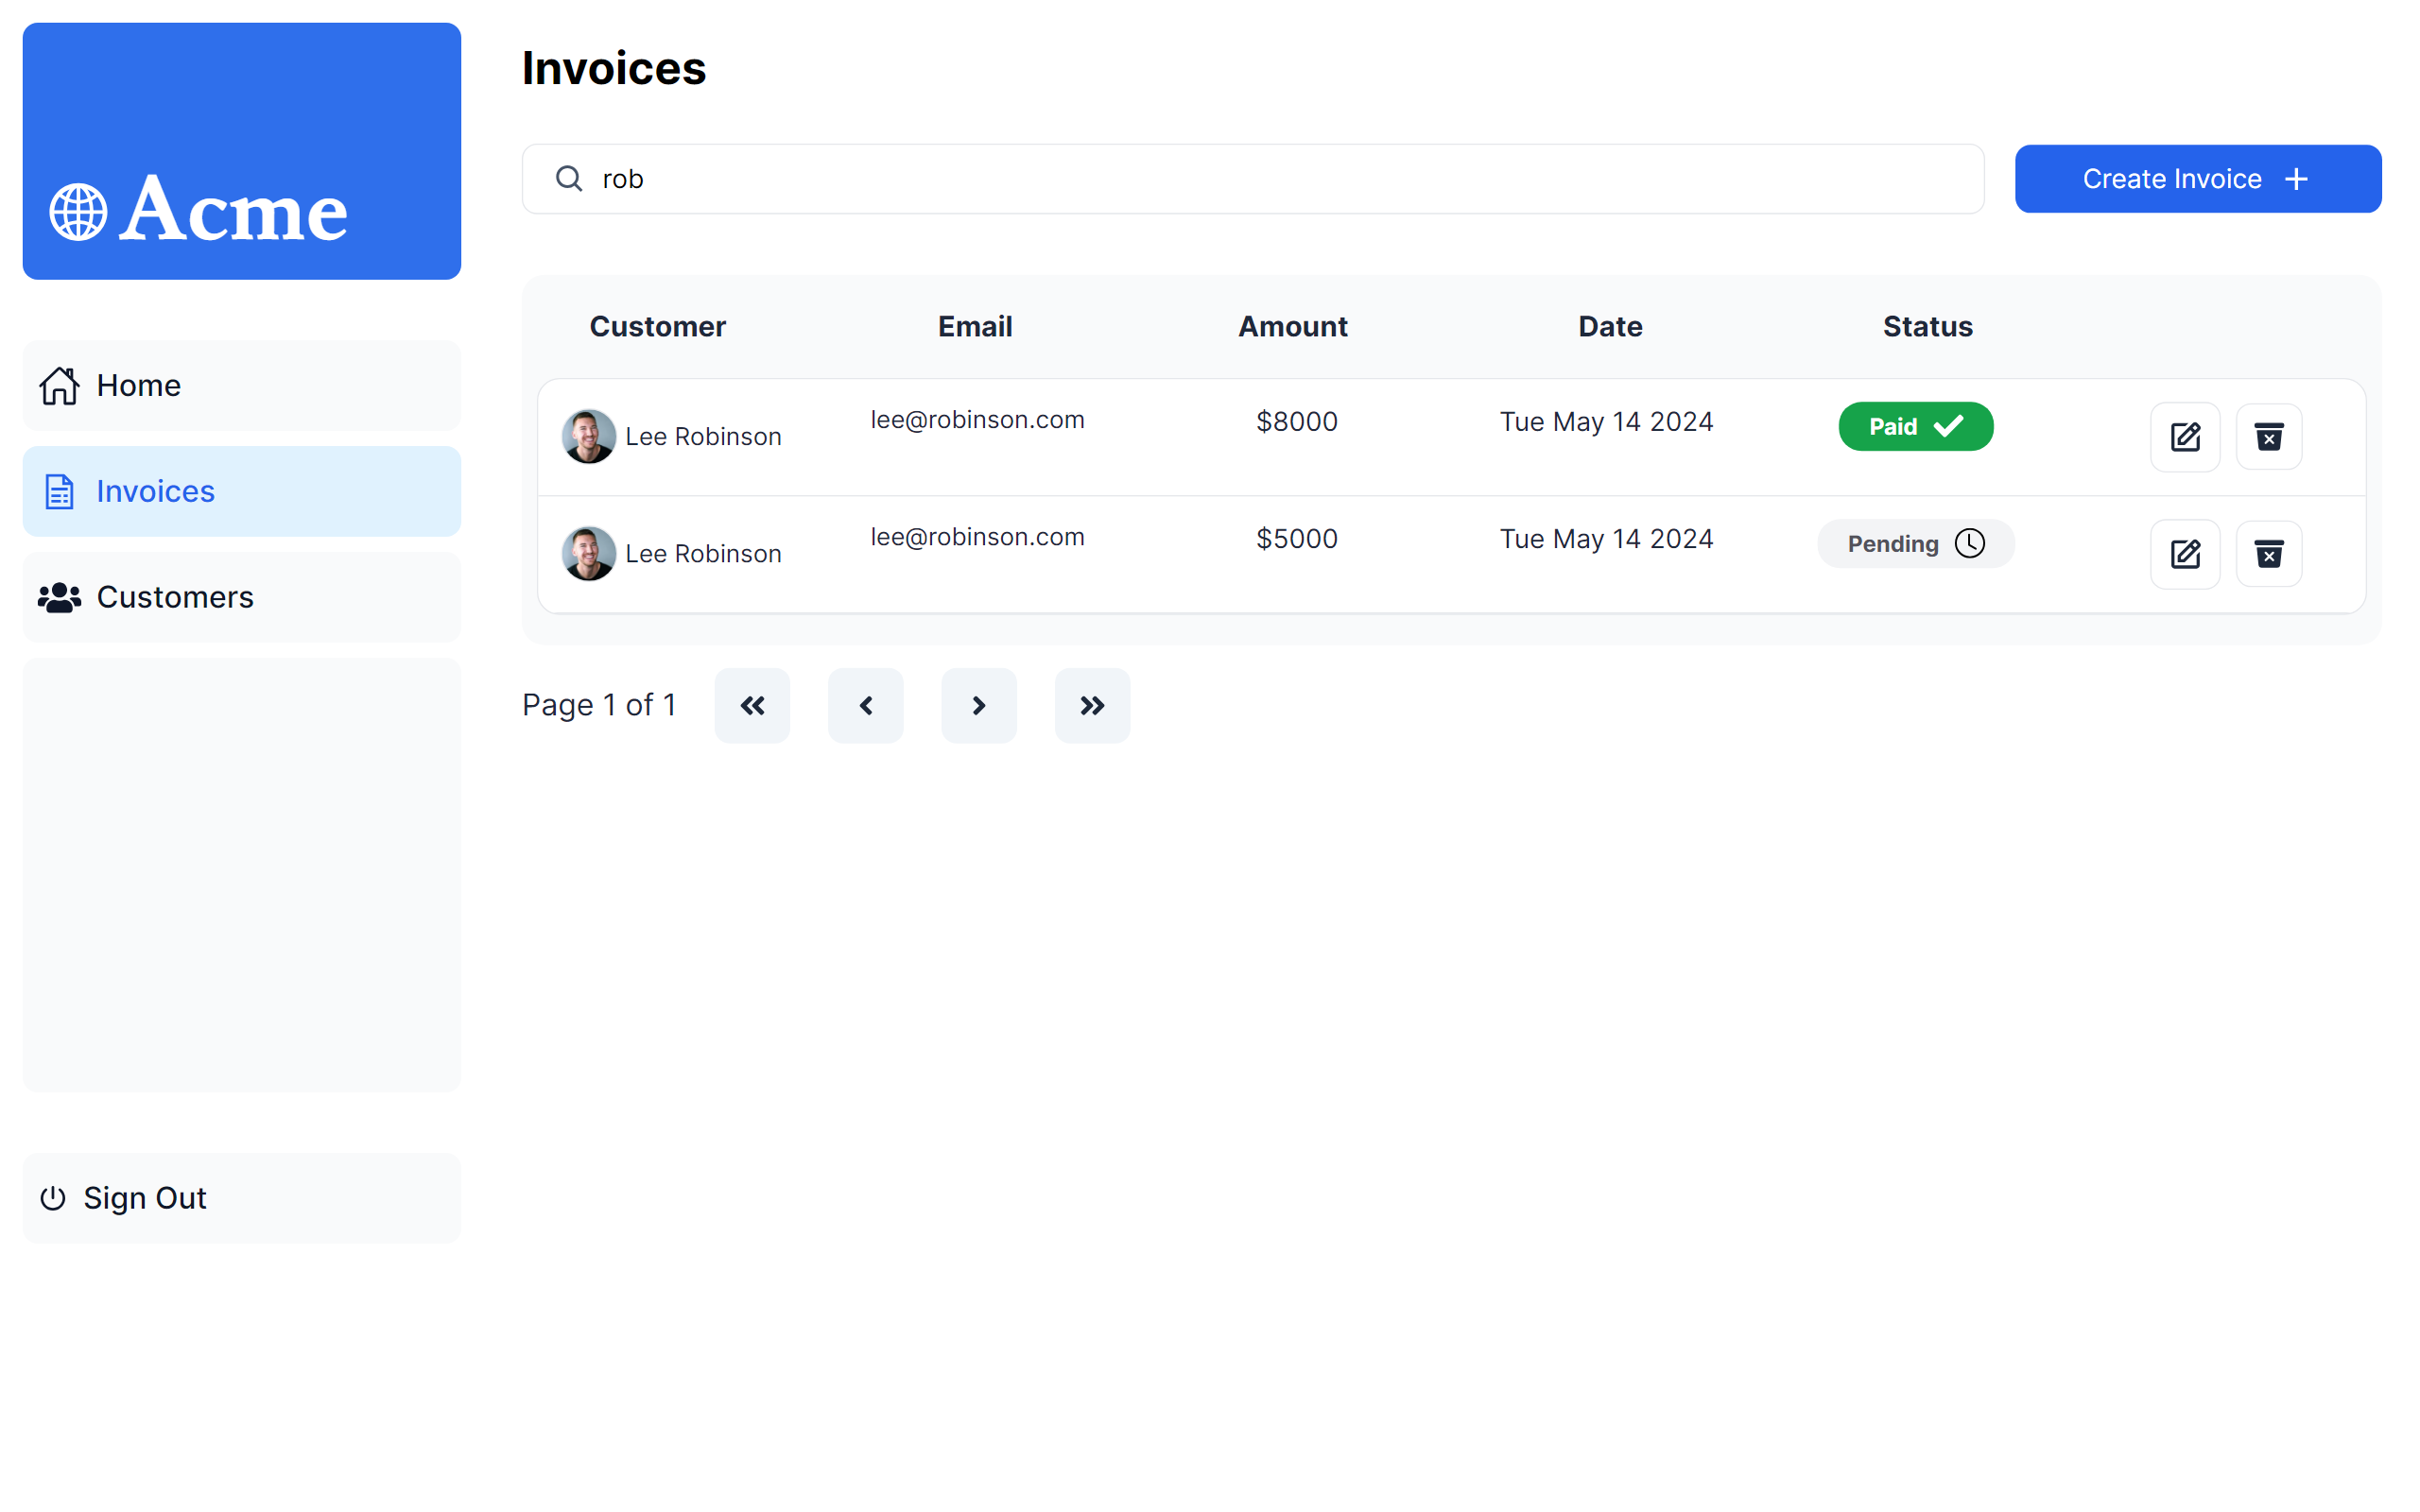 Acme
Home
Invoices
Customers
Sign Out
Invoices
rob
Create Invoice
Customer Email Amount Date Status
Lee Robinson lee@robinson.com $8000 Tue May 14 2024 Paid
Lee Robinson lee@robinson.com $5000 Tue May 14 2024 Pending
Page 1 of 1